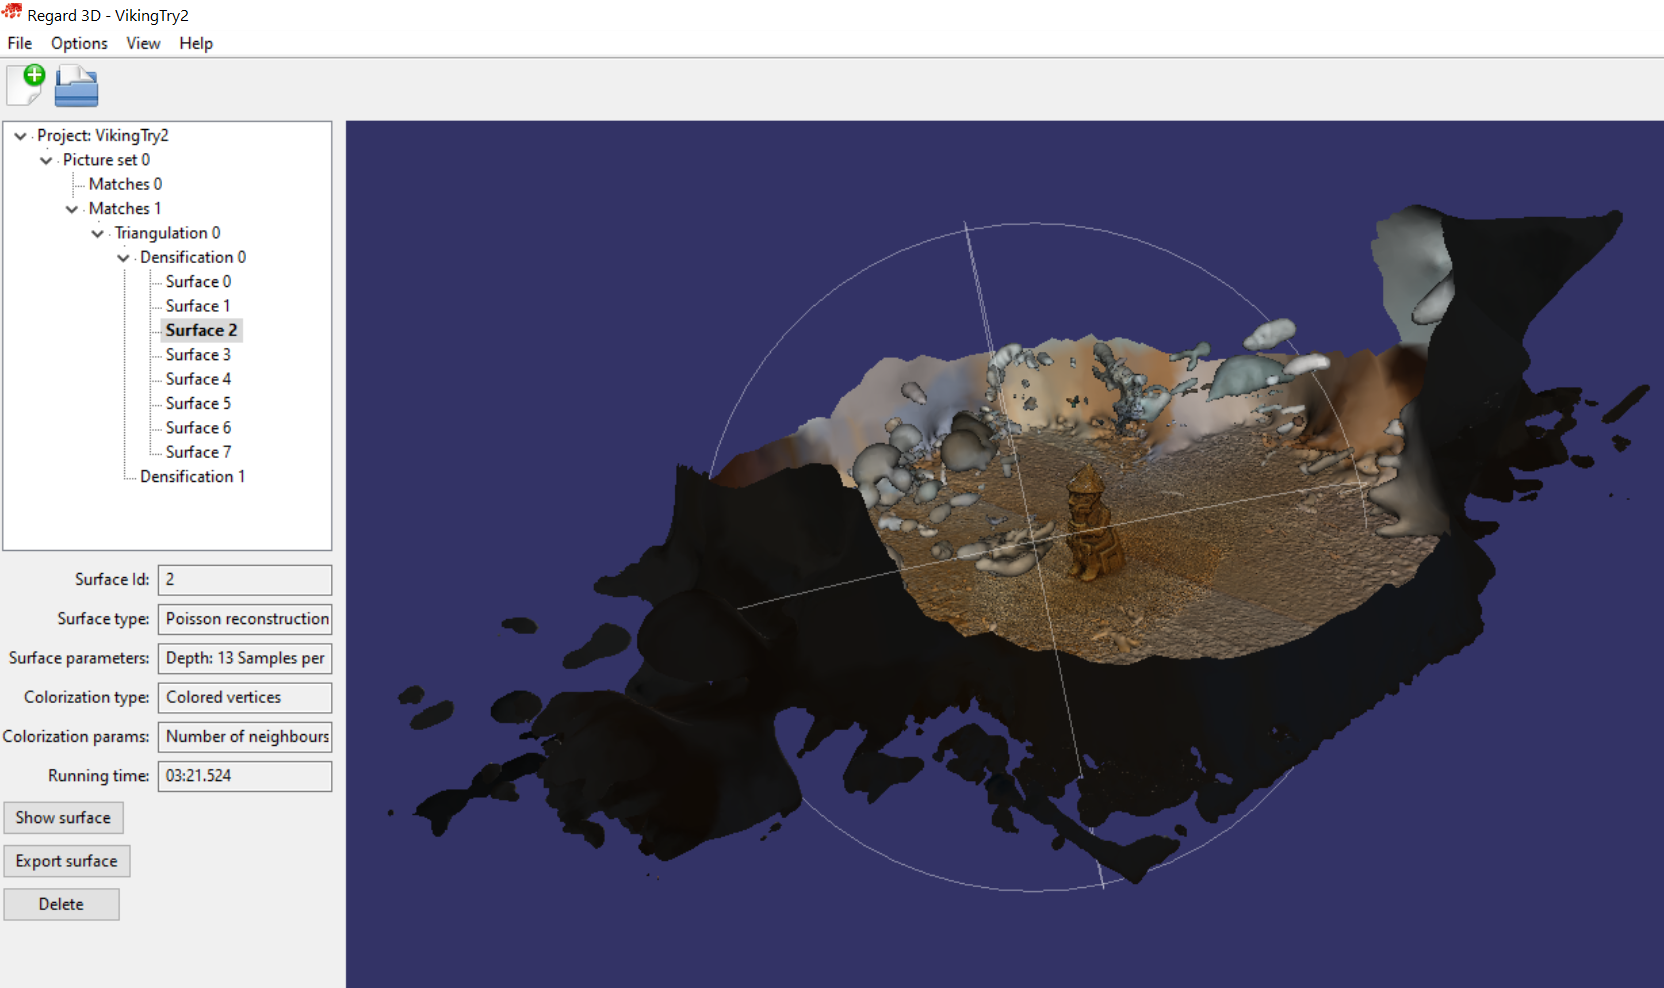 Regard 3D - VikingTry2
File Options View Help
Project: VikingTry2
Picture set 0
Matches 0
Matches 1
Triangulation 0
Densification 0
Surface 0
Surface 1
Surface 2
Surface 3
Surface 4
Surface 5
Surface 6
Surface 7
Densification 1
Surface Id: 2
Surface type: Poisson reconstruction
Surface parameters: Depth: 13 Samples per
Colorization type: Colored vertices
Colorization params: Number of neighbours
Running time: 03:21.524
Show surface
Export surface
Delete